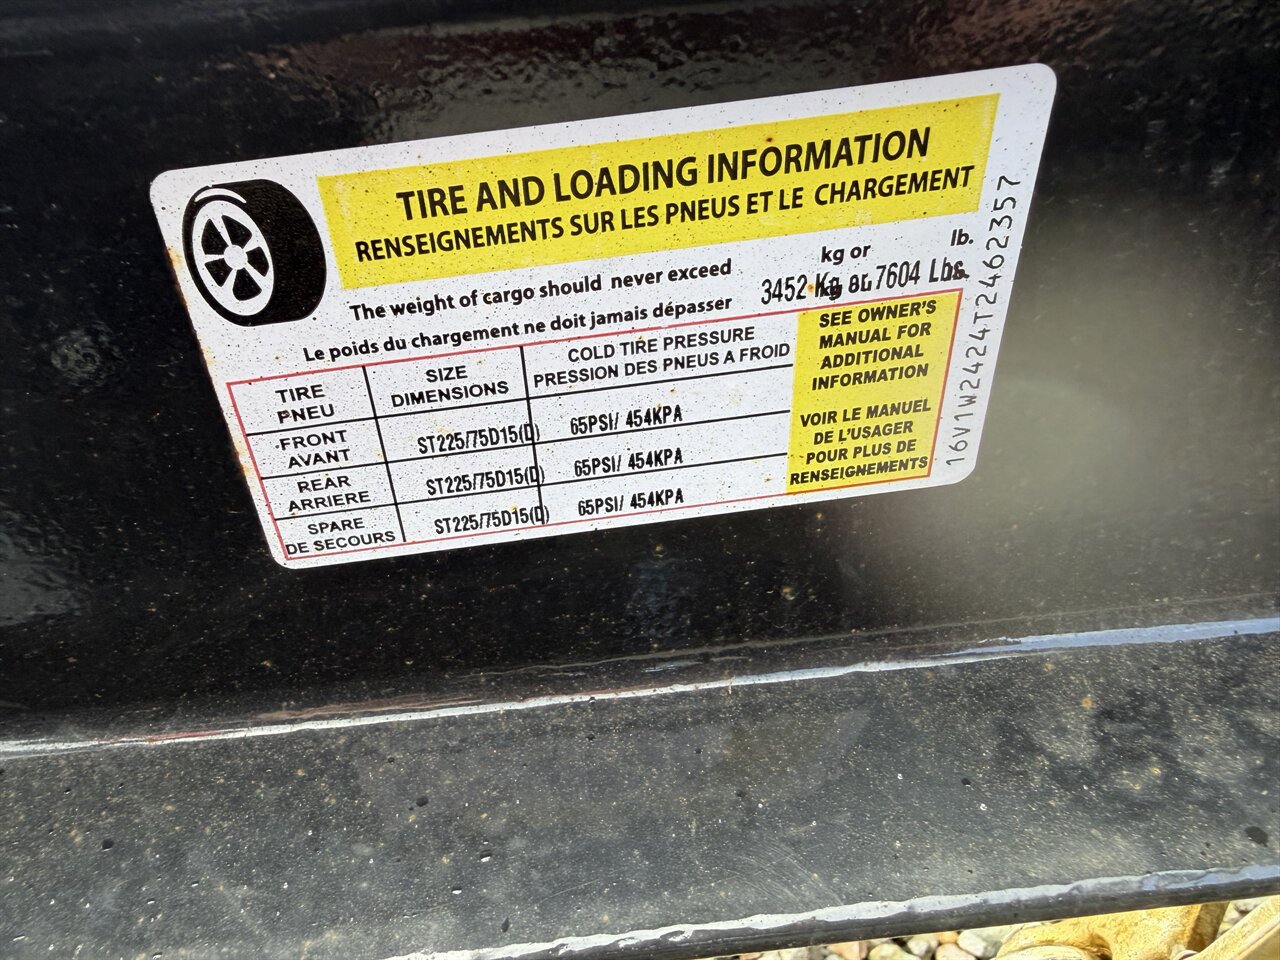 TIRE AND LOADING INFORMATION
RENSEIGNEMENTS SUR LES PNEUS ET LE CHARGEMENT
The weight of cargo should never exceed
kg or lb.
Le poids du chargement ne doit jamais dépasser
3452 Kg or 7604 Lbs.
TIRE
PNEU
SIZE
DIMENSIONS
COLD TIRE PRESSURE
PRESSION DES PNEUS A FROID
FRONT
AVANT
ST225/75D15(D)
65PSI/ 454KPA
REAR
ARRIERE
ST225/75D15(D)
65PSI/ 454KPA
SPARE
DE SECOURS
ST225/75D15(D)
65PSI/ 454KPA
SEE OWNER'S
MANUAL FOR
ADDITIONAL
INFORMATION
VOIR LE MANUEL
DE L'USAGER
POUR PLUS DE
RENSEIGNEMENTS
16V1W2424T2462357